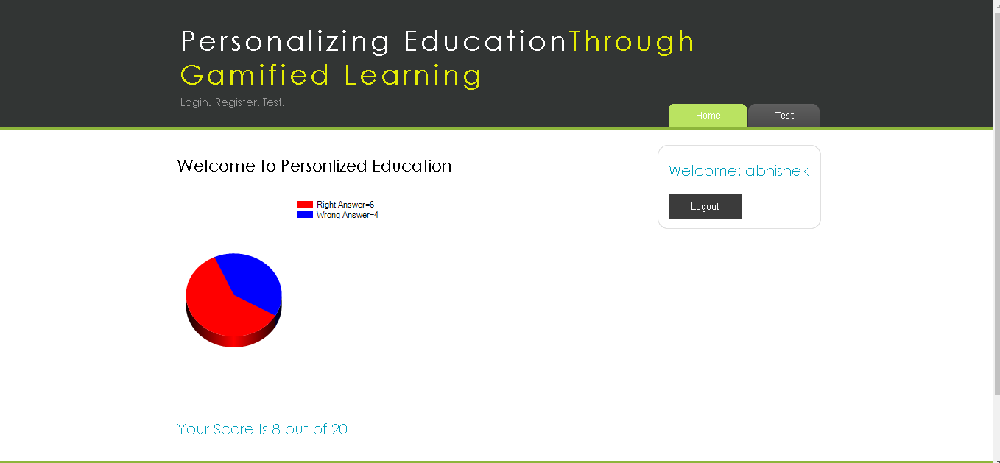 Personalizing EducationThrough
Gamified Learning
Login. Register. Test.
Home
Test
Welcome to Personlized Education
Welcome: abhishek
Logout
Right Answer=6
Wrong Answer=4
Your Score Is 8 out of 20